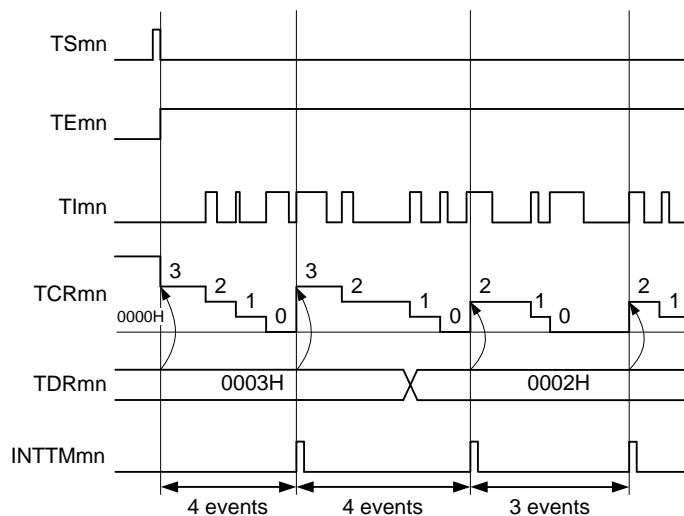 TSmn
TEmn
TImn
3 2 1 0 3 2 1 0 2 1 0 2 1
TCRmn
0000H
TDRmn 0003H 0002H
INTTMmn
4 events 4 events 3 events